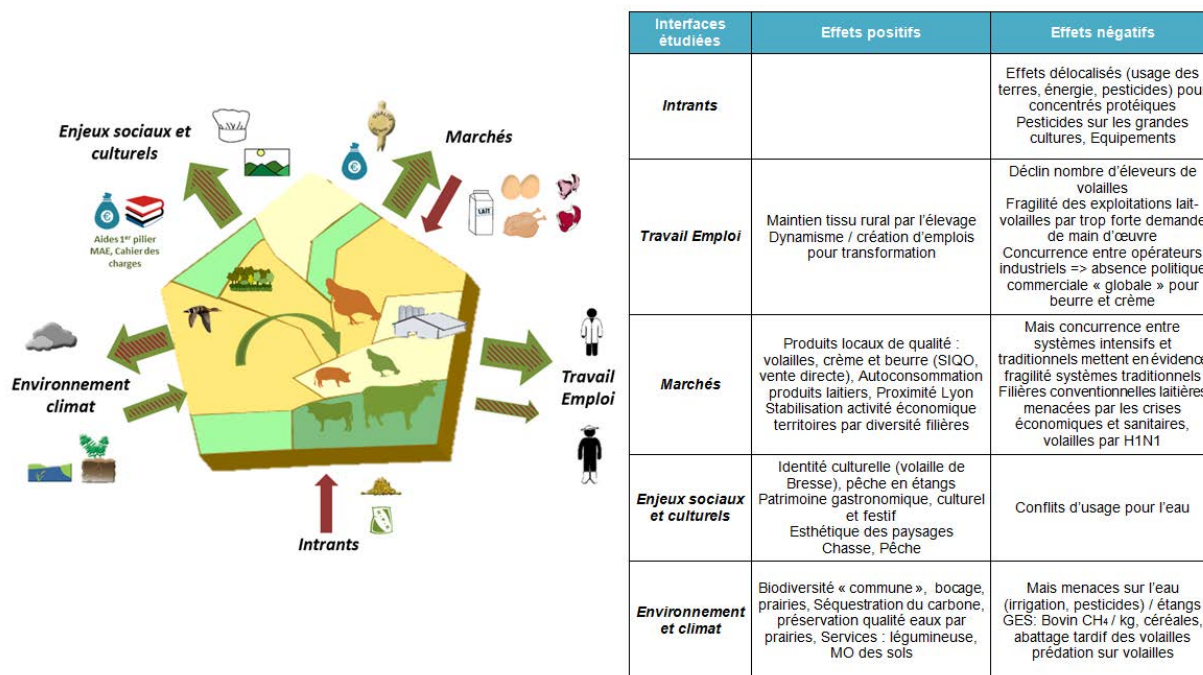 Enjeux sociaux et
culturels
Marchés
LAIT
Aides 1er pilier
MAE, Cahier des
charges
Environnement
climat
Travail
Emploi
Intrants
Interfaces
étudiées
Effets positifs
Effets négatifs
Intrants
Effets délocalisés (usage des
terres, énergie, pesticides) pour
concentrés protéiques
Pesticides sur les grandes
cultures, Equipements
Travail Emploi
Maintien tissu rural par l'élevage
Dynamisme / création d'emplois
pour transformation
Déclin nombre d'éleveurs de
volailles
Fragilité des exploitations lait-
volailles par trop forte demande
de main d'œuvre
Concurrence entre opérateurs
industriels => absence politique
commerciale « globale » pour
beurre et crème
Marchés
Produits locaux de qualité :
volailles, crème et beurre (SIQO,
vente directe), Autoconsommation
produits laitiers, Proximité Lyon
Stabilisation activité économique
territoires par diversité filières
Mais concurrence entre
systèmes intensifs et
traditionnels mettent en évidence
fragilité systèmes traditionnels
Filières conventionnelles laitières
menacées par les crises
économiques et sanitaires,
volailles par H1N1
Enjeux sociaux
et culturels
Identité culturelle (volaille de
Bresse), pêche en étangs
Patrimoine gastronomique, culturel
et festif
Esthétique des paysages
Chasse, Pêche
Conflits d'usage pour l'eau
Environnement
et climat
Biodiversité « commune », bocage,
prairies, Séquestration du carbone,
préservation qualité eaux par
prairies, Services : légumineuse,
MO des sols
Mais menaces sur l'eau
(irrigation, pesticides) / étangs
GES: Bovin CH4 / kg, céréales,
abattage tardif des volailles
prédation sur volailles